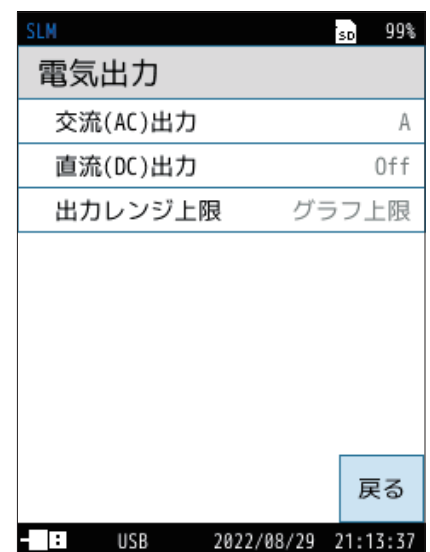 SLM SD 99%
電気出力
交流(AC)出力 A
直流(DC)出力 Off
出力レンジ上限 グラフ上限
戻る
USB 2022/08/29 21:13:37